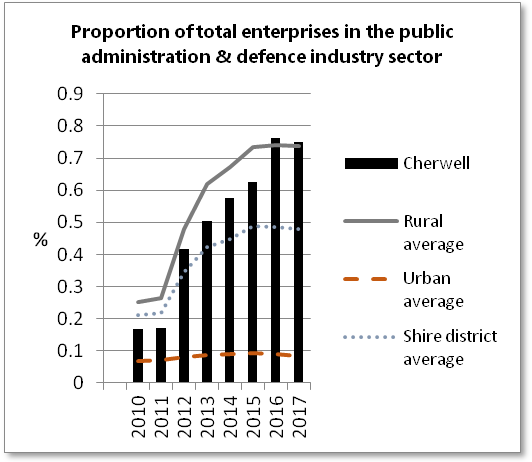 Proportion of total enterprises in the public
administration & defence industry sector
0.9
0.8
0.7
0.6
0.5
0.4
0.3
0.2
0.1
0
%
2010
2011
2012
2013
2014
2015
2016
2017
Cherwell
Rural
average
Urban
average
Shire district
average